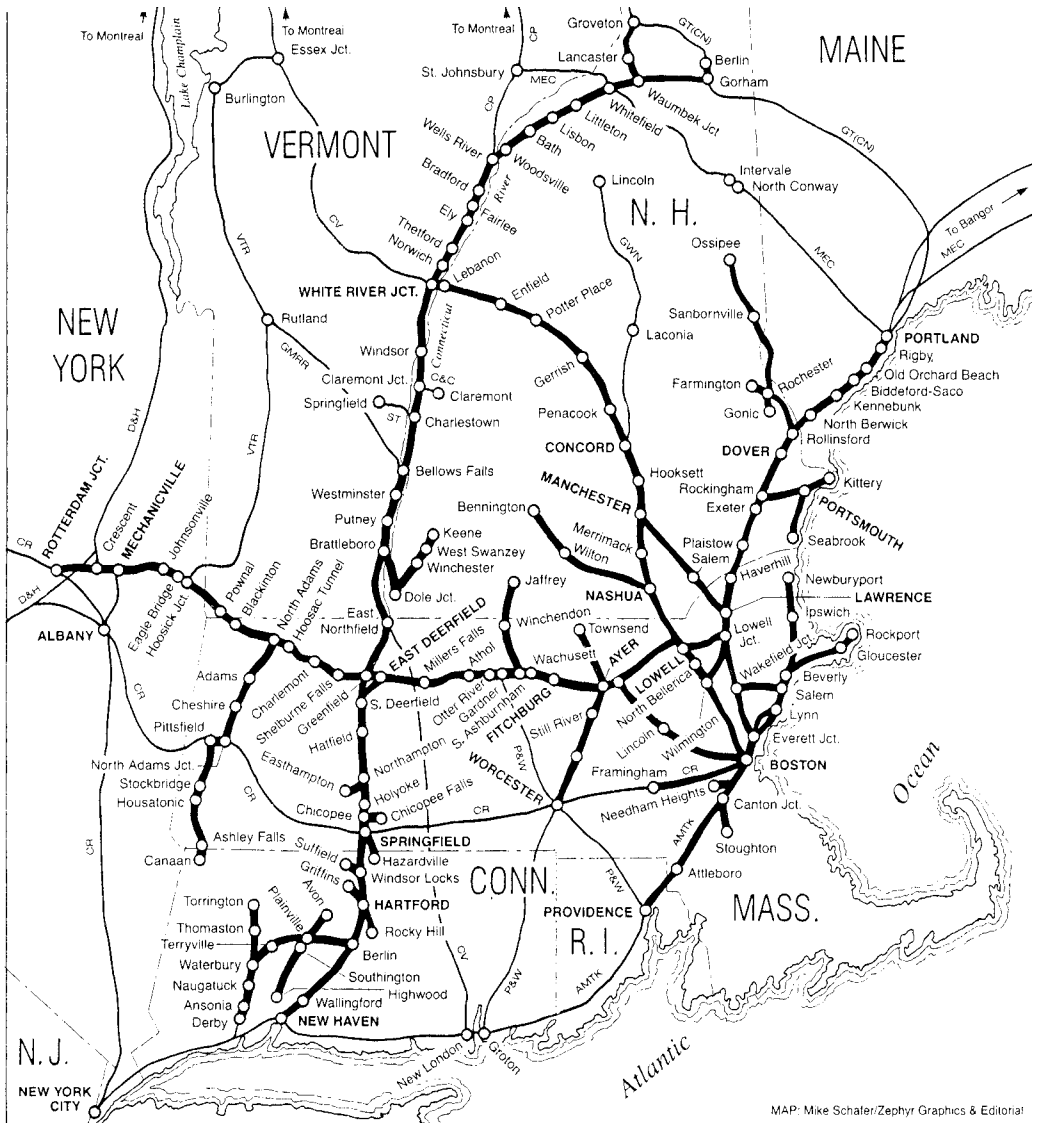 To Montreal
To Montreal
Essex Jct.
To Montreal
CP
Groveton
GT(CN)
MAINE
Lake Champlain
Lancaster
Berlin
St. Johnsbury
MEC
Gorham
Burlington
CP
Whitefield
Waumbek Jct
VERMONT
Littleton
Lisbon
GT(CN)
Wells River
Bath
Woodsville
Intervale
North Conway
Bradford
River
Lincoln
N. H.
Ely
Fairlee
To Bangor
MEC
VTR
CV
Thetford
GWN
Ossipee
MEC
Norwich
Lebanon
WHITE RIVER JCT.
Enfield
Potter Place
NEW
YORK
Rutland
Connecticut
Laconia
Sanbornville
PORTLAND
GMRR
Windsor
Gerrish
Rigby
Claremont Jct.
C&C
Farmington
Rochester
Old Orchard Beach
Springfield
Claremont
Biddeford-Saco
ST
Penacook
Gonic
Kennebunk
D&H
Charlestown
North Berwick
VTR
CONCORD
DOVER
Rollinsford
Bellows Falls
Hooksett
ROTTERDAM JCT.
Crescent
MECHANICVILLE
Johnsonville
Westminster
MANCHESTER
Rockingham
Kittery
Bennington
Exeter
PORTSMOUTH
Putney
Keene
Merrimack
Plaistow
Seabrook
CR
Brattleboro
West Swanzey
Wilton
Salem
Winchester
Jaffrey
Haverhill
Newburyport
D&H
Pownal
Blackinton
North Adams
Hoosac Tunnel
Dole Jct.
NASHUA
LAWRENCE
ALBANY
Eagle Bridge
Hoosick Jct.
East
Northfield
EAST DEERFIELD
Millers Falls
Winchendon
Townsend
Ipswich
Lowell
Jct.
Rockport
Athol
Wachusett
AYER
LOWELL
Wakefield Jct.
Gloucester
Adams
Charlemont
Shelburne Falls
Greenfield
S. Deerfield
Otter River
Gardner
S. Ashburnham
FITCHBURG
North Billerica
Beverly
CR
Cheshire
Still River
Salem
Hatfield
Lincoln
Wilmington
Lynn
Pittsfield
Northampton
P&W
Everett Jct.
North Adams Jct.
Easthampton
WORCESTER
Framingham
CR
BOSTON
Stockbridge
Holyoke
Needham Heights
Ocean
Housatonic
CR
Chicopee
Chicopee Falls
CR
Canton Jct.
AMTK
CR
Ashley Falls
SPRINGFIELD
Stoughton
Canaan
Suffield
Hazardville
Griffins
Windsor Locks
CONN.
P&W
Attleboro
Avon
Torrington
Plainville
HARTFORD
PROVIDENCE
MASS.
Thomaston
Rocky Hill
R. I.
Terryville
Berlin
CV
P&W
AMTK
Waterbury
Southington
Naugatuck
Highwood
Ansonia
Wallingford
Derby
NEW HAVEN
N.J.
New London
Groton
Atlantic
NEW YORK
CITY
MAP: Mike Schafer/Zephyr Graphics & Editorial